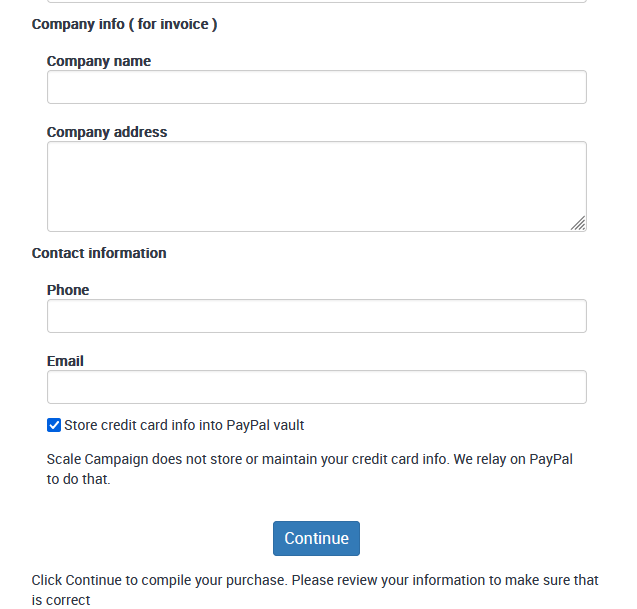 Company info ( for invoice )
Company name
Company address
Contact information
Phone
Email
Store credit card info into PayPal vault
Scale Campaign does not store or maintain your credit card info. We relay on PayPal
to do that.
Continue
Click Continue to compile your purchase. Please review your information to make sure that
is correct